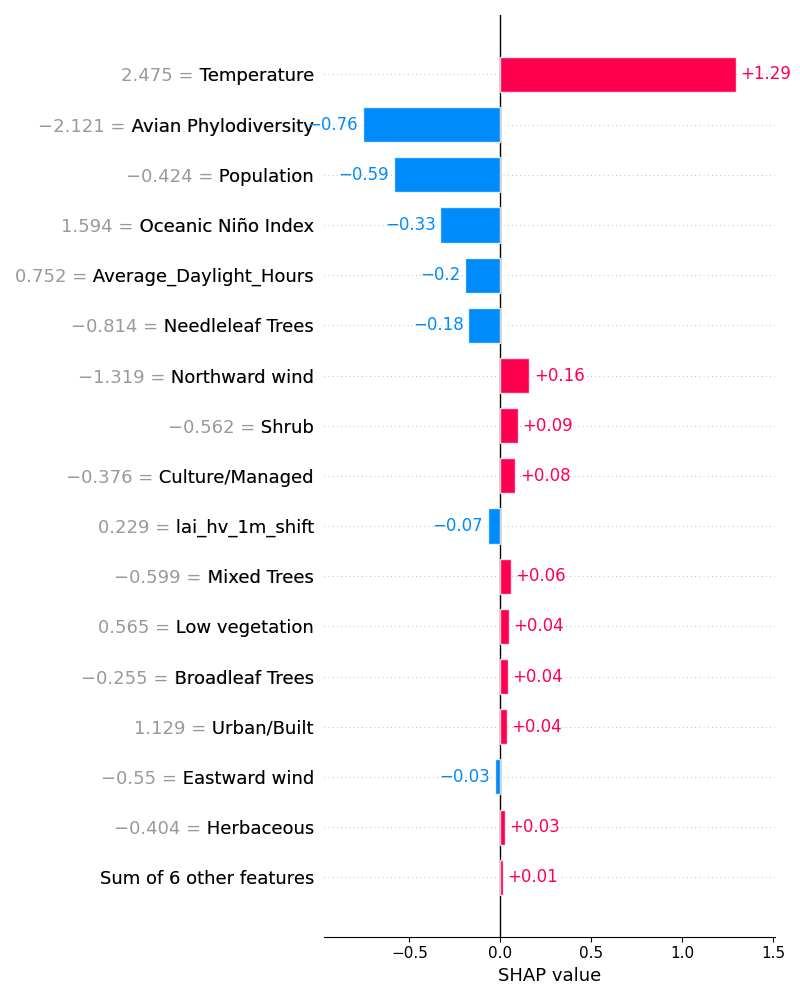 2.475 = Temperature +1.29
−2.121 = Avian Phylodiversity −0.76
−0.424 = Population −0.59
1.594 = Oceanic Niño Index −0.33
0.752 = Average_Daylight_Hours −0.2
−0.814 = Needleleaf Trees −0.18
−1.319 = Northward wind +0.16
−0.562 = Shrub +0.09
−0.376 = Culture/Managed +0.08
0.229 = lai_hv_1m_shift −0.07
−0.599 = Mixed Trees +0.06
0.565 = Low vegetation +0.04
−0.255 = Broadleaf Trees +0.04
1.129 = Urban/Built +0.04
−0.55 = Eastward wind −0.03
−0.404 = Herbaceous +0.03
Sum of 6 other features +0.01
−0.5 0.0 0.5 1.0 1.5
SHAP value